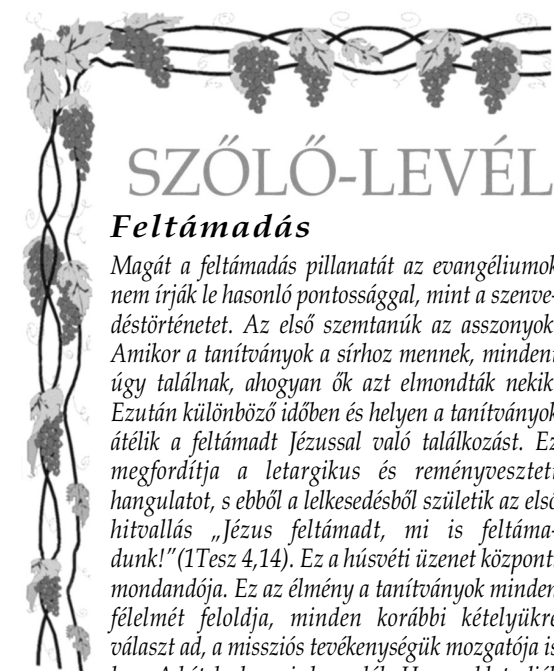 SZŐLŐ-LEVÉL
Feltámadás
Magát a feltámadás pillanatát az evangéliumok
nem írják le hasonló pontossággal, mint a szenve-
déstörténetet. Az első szemtanúk az asszonyok.
Amikor a tanítványok a sírhoz mennek, mindent
úgy találnak, ahogyan ők azt elmondták nekik.
Ezután különböző időben és helyen a tanítványok
átélik a feltámadt Jézussal való találkozást. Ez
megfordítja a letargikus és reményvesztett
hangulatot, s ebből a lelkesedésből születik az első
hitvallás „Jézus feltámadt, mi is feltáma-
dunk!”(1Tesz 4,14). Ez a húsvéti üzenet központi
mondandója. Ez az élmény a tanítványok minden
félelmét feloldja, minden korábbi kételyükre
választ ad, a missziós tevékenységük mozgatója is